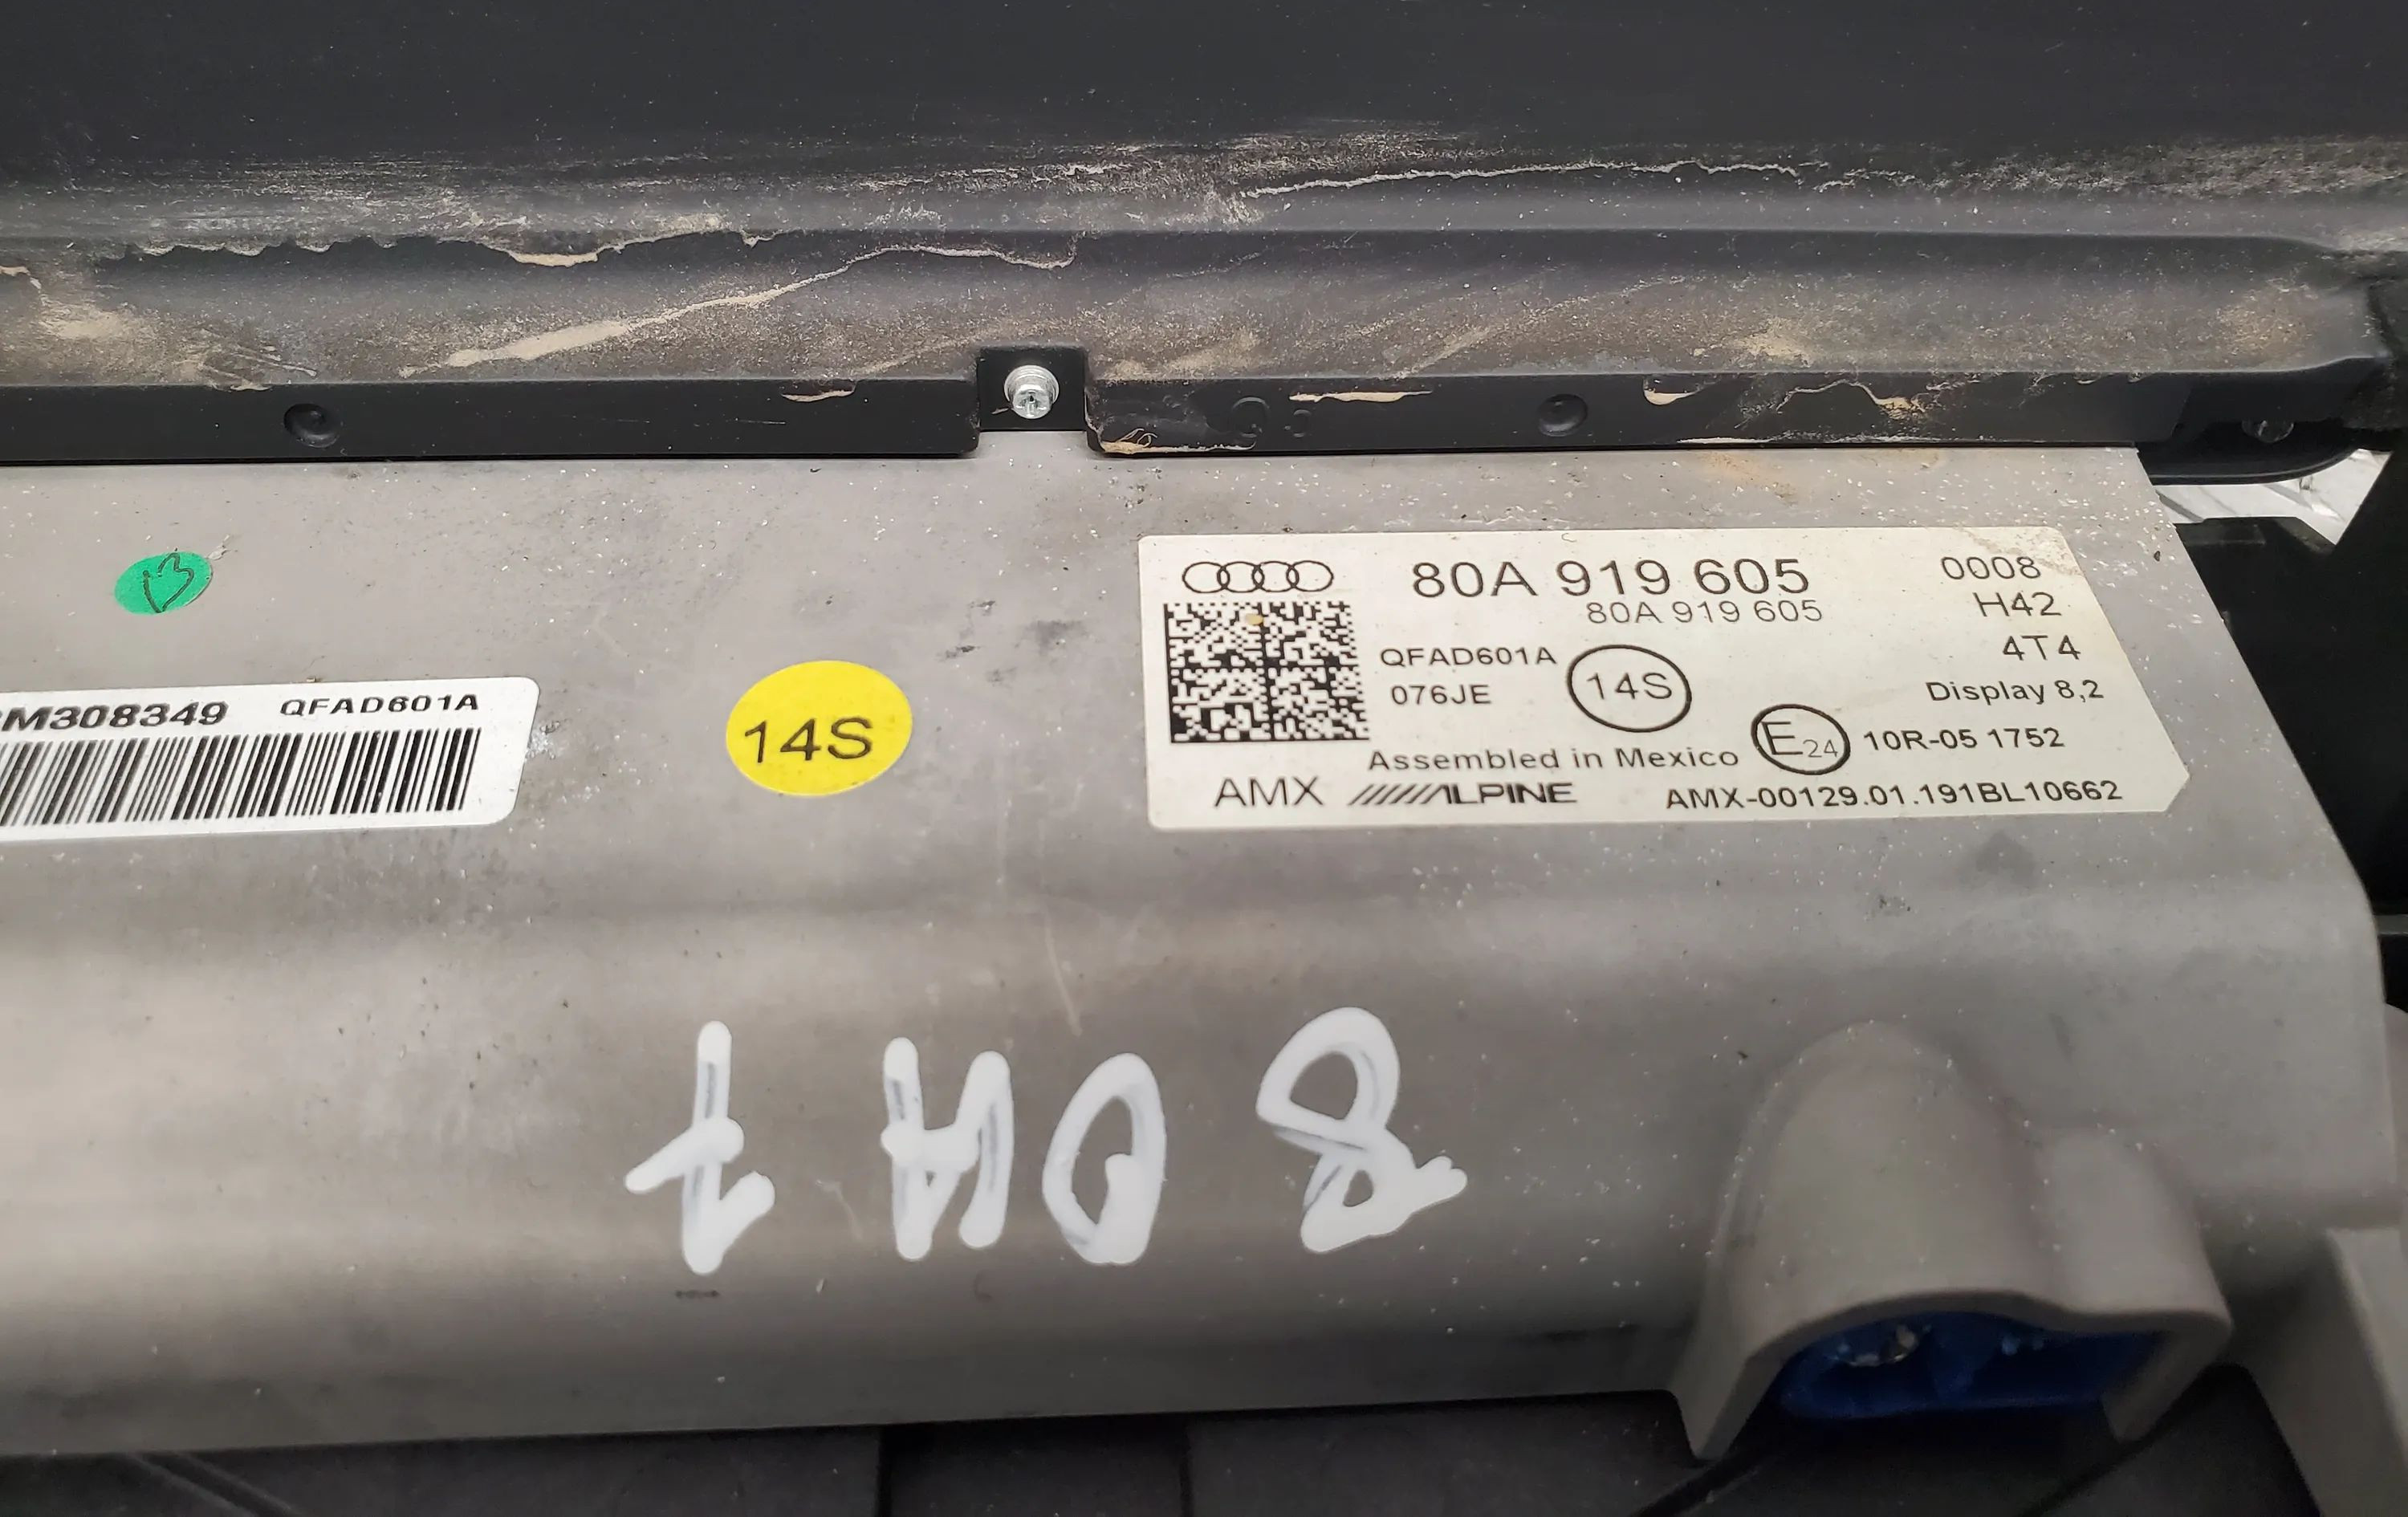 80A 919 605
0008
80A 919 605
H42
4T4
QFAD601A
076JE
14S
Display 8,2
E24 10R-05 1752
Assembled in Mexico
AMX ALPINE AMX-00129.01.191BL10662
M308349 QFAD601A
14S